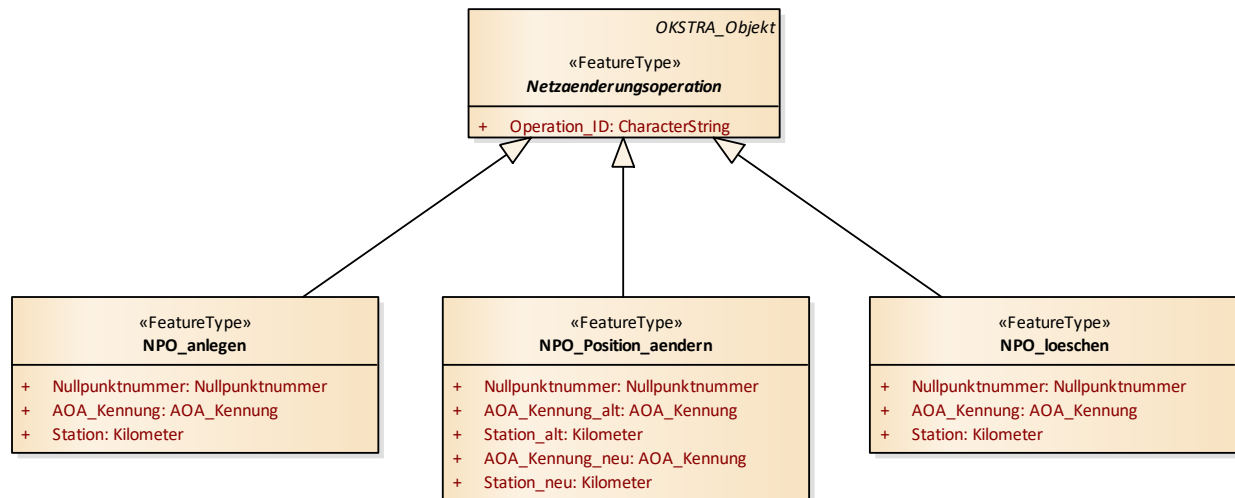 OKSTRA_Objekt
«FeatureType»
Netzaenderungsoperation
+ Operation_ID: CharacterString
«FeatureType»
NPO_anlegen
+ Nullpunktnummer: Nullpunktnummer
+ AOA_Kennung: AOA_Kennung
+ Station: Kilometer
«FeatureType»
NPO_Position_aendern
+ Nullpunktnummer: Nullpunktnummer
+ AOA_Kennung_alt: AOA_Kennung
+ Station_alt: Kilometer
+ AOA_Kennung_neu: AOA_Kennung
+ Station_neu: Kilometer
«FeatureType»
NPO_loeschen
+ Nullpunktnummer: Nullpunktnummer
+ AOA_Kennung: AOA_Kennung
+ Station: Kilometer